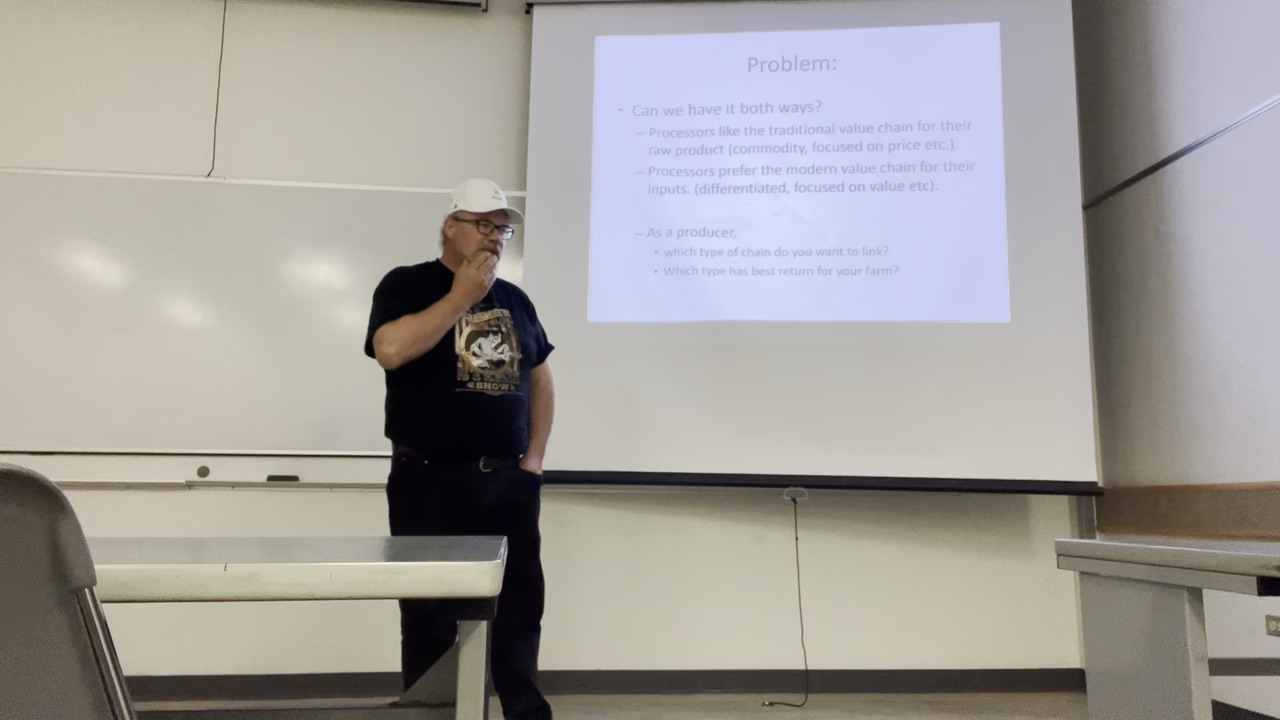 Problem:
• Can we have it both ways?
– Processors like the traditional value chain for their
raw product (commodity, focused on price etc.).
– Processors prefer the modern value chain for their
inputs. (differentiated, focused on value etc).
– As a producer,
• which type of chain do you want to link?
• Which type has best return for your farm?
SHOW